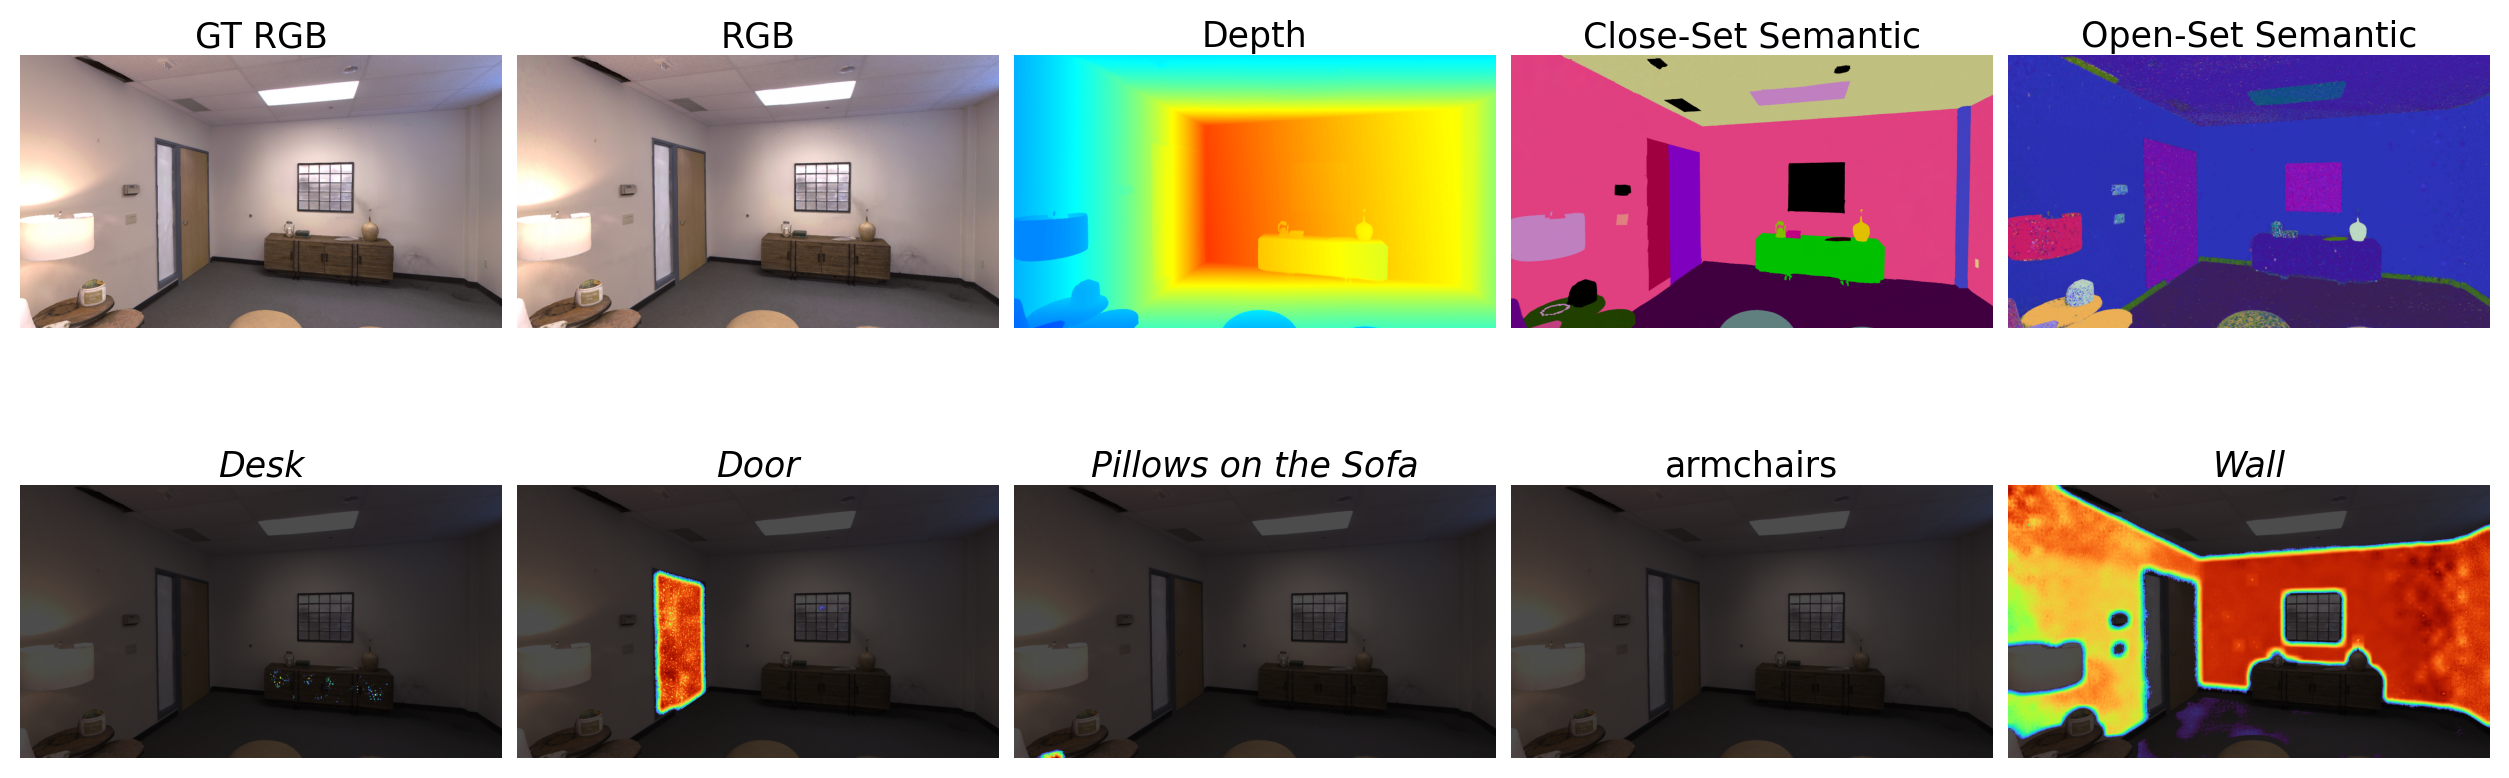 GT RGB
RGB
Depth
Close-Set Semantic
Open-Set Semantic
Desk
Door
Pillows on the Sofa
armchairs
Wall